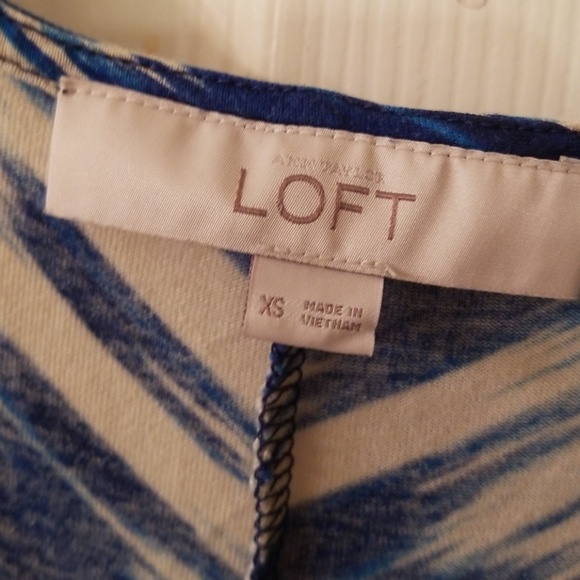 ANN TAYLOR
LOFT
XS
MADE IN
VIETNAM